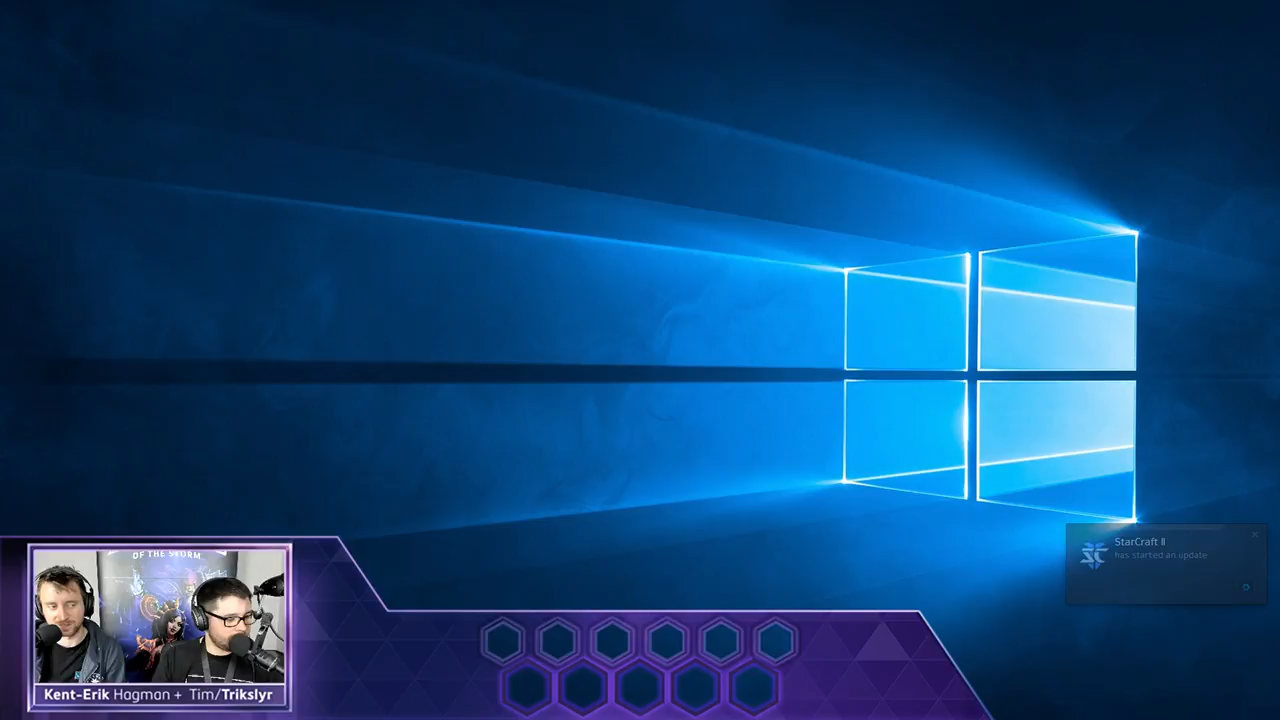 StarCraft II
has started an update
OF THE STORM
Kent-Erik Hagman + Tim/Trikslyr